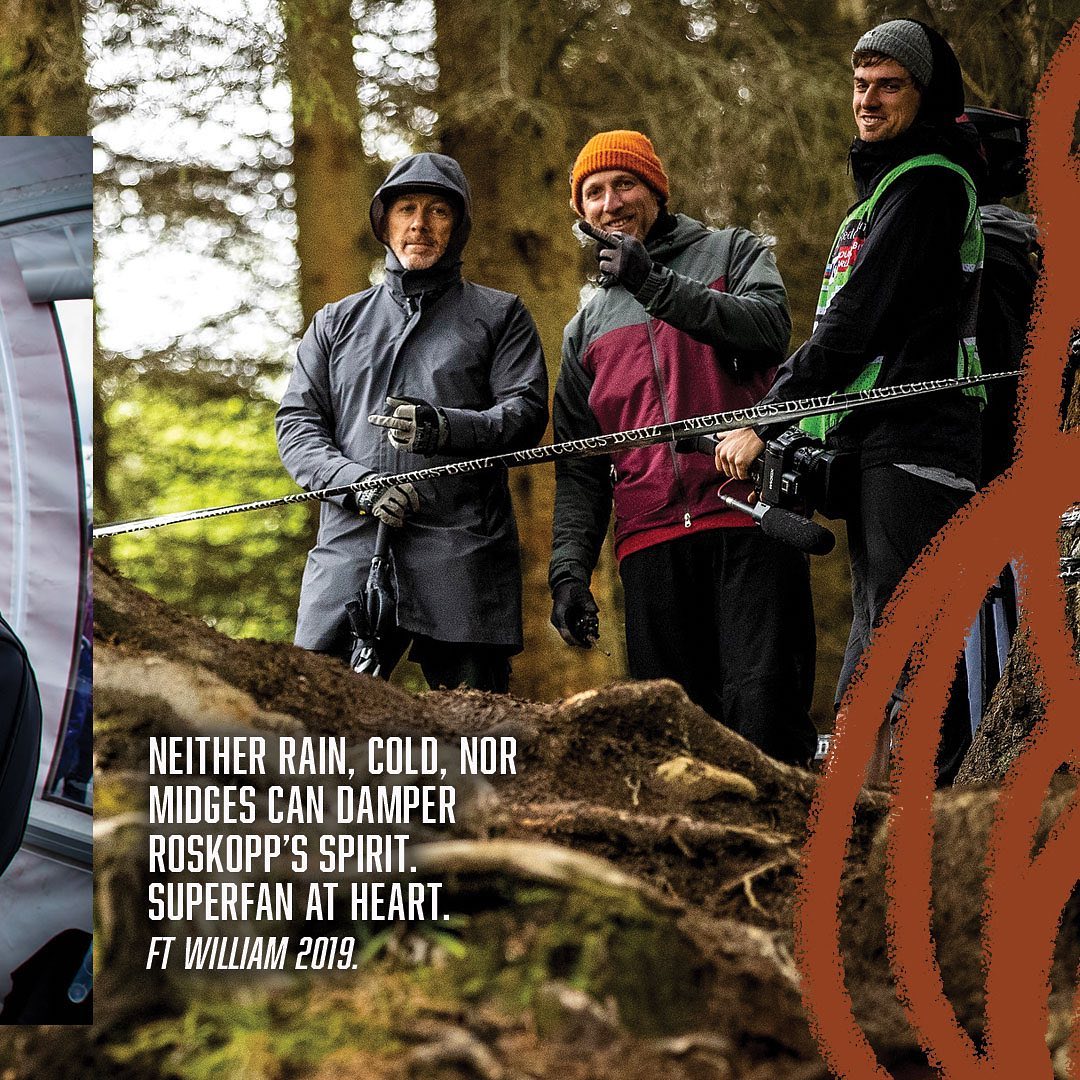 Mercedes-Benz Mercedes-Benz Mercedes-Benz Mercedes
NEITHER RAIN, COLD, NOR
MIDGES CAN DAMPER
ROSKOPP'S SPIRIT.
SUPERFAN AT HEART.
FT WILLIAM 2019.